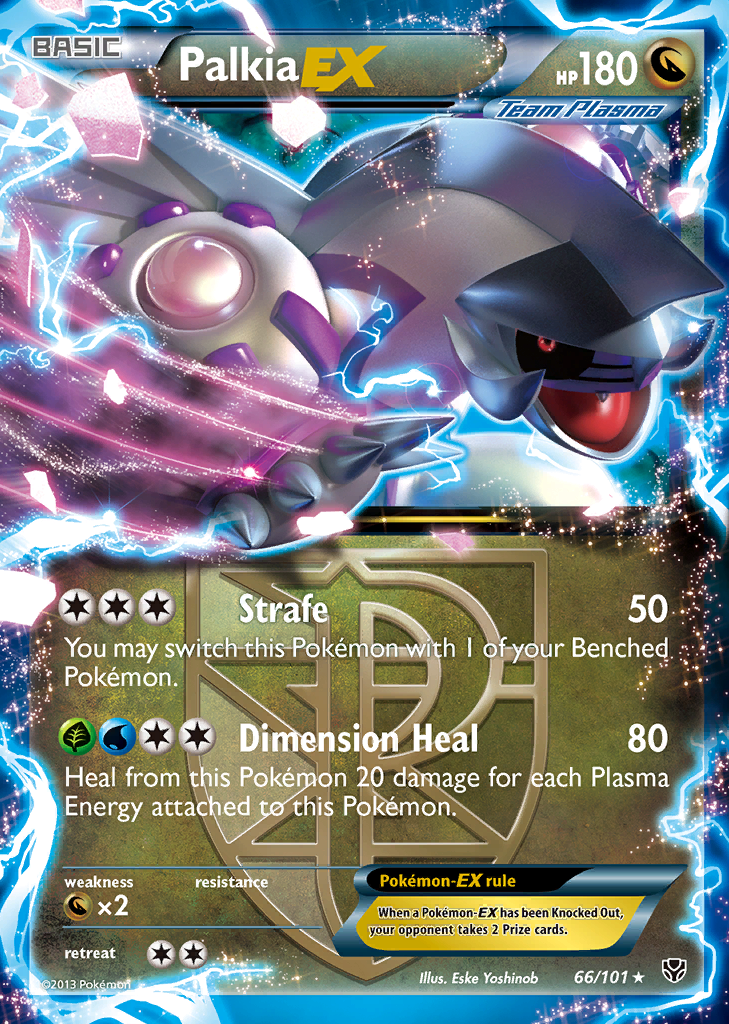 BASIC
Palkia EX
HP180
Team Plasma
Strafe 50
You may switch this Pokémon with 1 of your Benched
Pokémon.
Dimension Heal 80
Heal from this Pokémon 20 damage for each Plasma
Energy attached to this Pokémon.
weakness resistance
×2
Pokémon-EX rule
When a Pokémon-EX has been Knocked Out,
your opponent takes 2 Prize cards.
retreat
©2013 Pokémon
Illus. Eske Yoshinob
66/101 ★